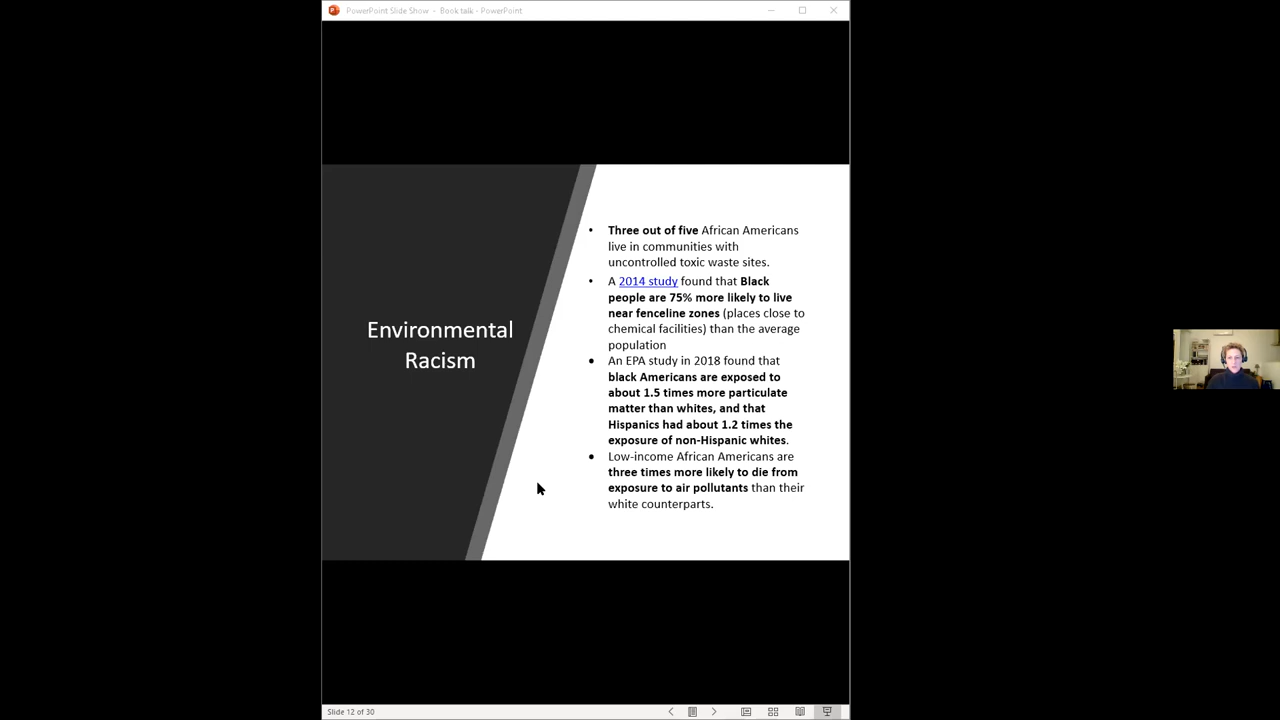 PowerPoint Slide Show - Book talk - PowerPoint
Environmental
Racism
• Three out of five African Americans
live in communities with
uncontrolled toxic waste sites.
• A 2014 study found that Black
people are 75% more likely to live
near fenceline zones (places close to
chemical facilities) than the average
population
• An EPA study in 2018 found that
black Americans are exposed to
about 1.5 times more particulate
matter than whites, and that
Hispanics had about 1.2 times the
exposure of non-Hispanic whites.
• Low-income African Americans are
three times more likely to die from
exposure to air pollutants than their
white counterparts.
Slide 12 of 30